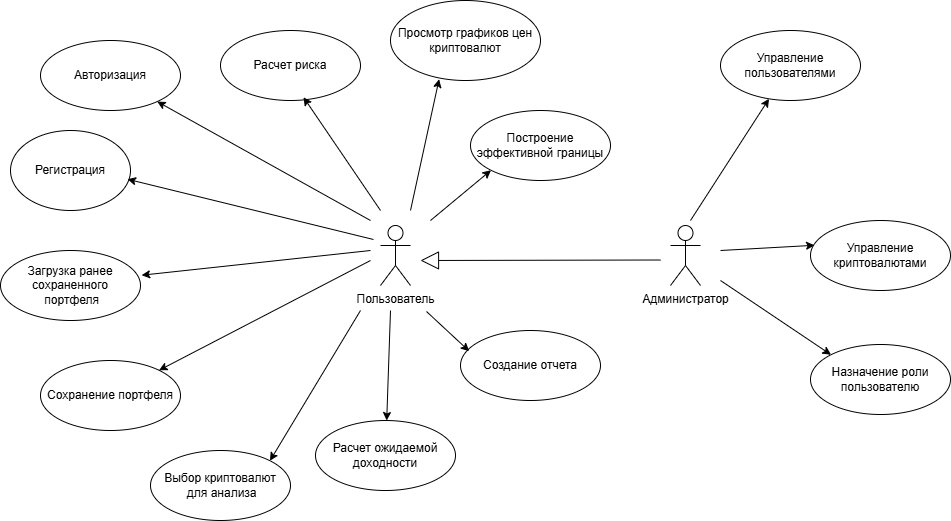 Просмотр графиков цен
криптовалют
Расчет риска
Авторизация
Управление
пользователями
Построение
эффективной границы
Регистрация
Управление
криптовалютами
Загрузка ранее
сохраненного
портфеля
Пользователь
Администратор
Создание отчета
Назначение роли
пользователю
Сохранение портфеля
Расчет ожидаемой
доходности
Выбор криптовалют
для анализа